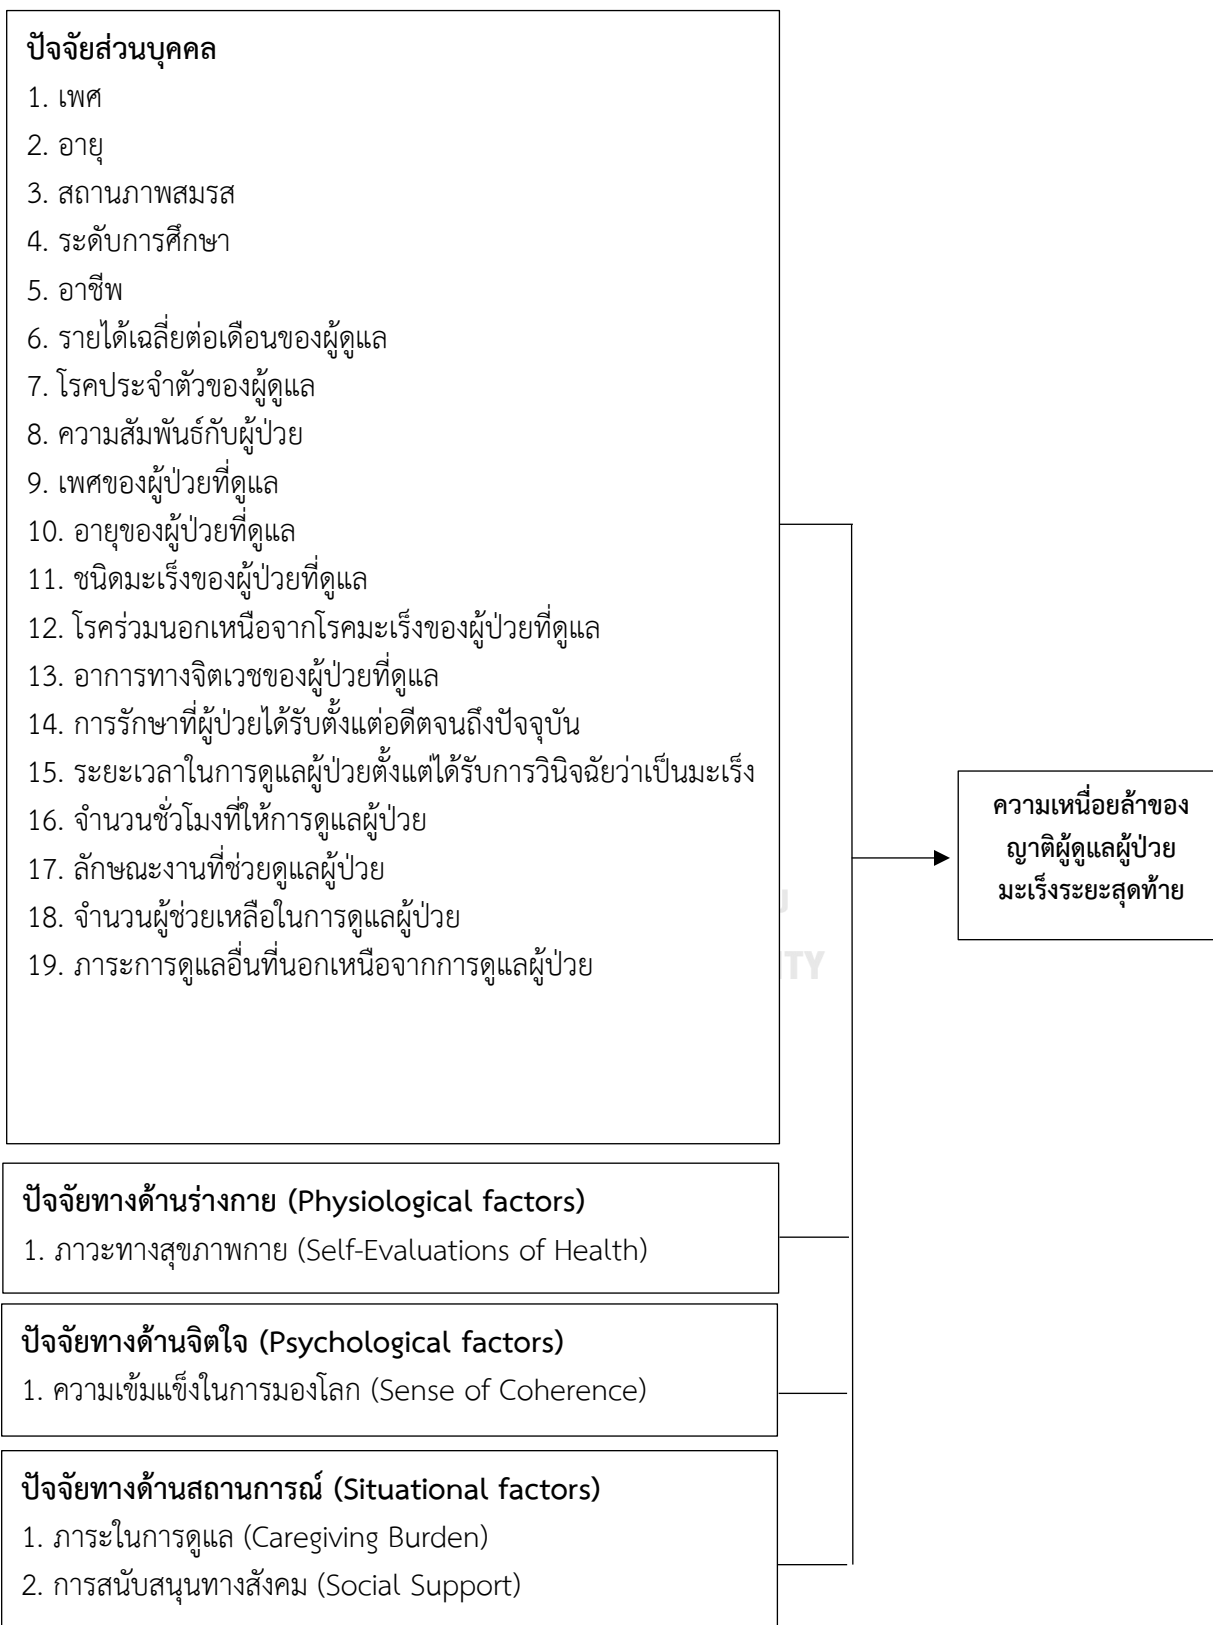 ปัจจัยส่วนบุคคล
1. เพศ
2. อายุ
3. สถานภาพสมรส
4. ระดับการศึกษา
5. อาชีพ
6. รายได้เฉลี่ยต่อเดือนของผู้ดูแล
7. โรคประจำตัวของผู้ดูแล
8. ความสัมพันธ์กับผู้ป่วย
9. เพศของผู้ป่วยที่ดูแล
10. อายุของผู้ป่วยที่ดูแล
11. ชนิดมะเร็งของผู้ป่วยที่ดูแล
12. โรคร่วมนอกเหนือจากโรคมะเร็งของผู้ป่วยที่ดูแล
13. อาการทางจิตเวชของผู้ป่วยที่ดูแล
14. การรักษาที่ผู้ป่วยได้รับตั้งแต่อดีตจนถึงปัจจุบัน
15. ระยะเวลาในการดูแลผู้ป่วยตั้งแต่ได้รับการวินิจฉัยว่าเป็นมะเร็ง
16. จำนวนชั่วโมงที่ให้การดูแลผู้ป่วย
17. ลักษณะงานที่ช่วยดูแลผู้ป่วย
18. จำนวนผู้ช่วยเหลือในการดูแลผู้ป่วย
19. ภาระการดูแลอื่นที่นอกเหนือจากการดูแลผู้ป่วย
TY
ปัจจัยทางด้านร่างกาย (Physiological factors)
1. ภาวะทางสุขภาพกาย (Self-Evaluations of Health)
ปัจจัยทางด้านจิตใจ (Psychological factors)
1. ความเข้มแข็งในการมองโลก (Sense of Coherence)
ปัจจัยทางด้านสถานการณ์ (Situational factors)
1. ภาระในการดูแล (Caregiving Burden)
2. การสนับสนุนทางสังคม (Social Support)
ความเหนื่อยล้าของ
ญาติผู้ดูแลผู้ป่วย
มะเร็งระยะสุดท้าย